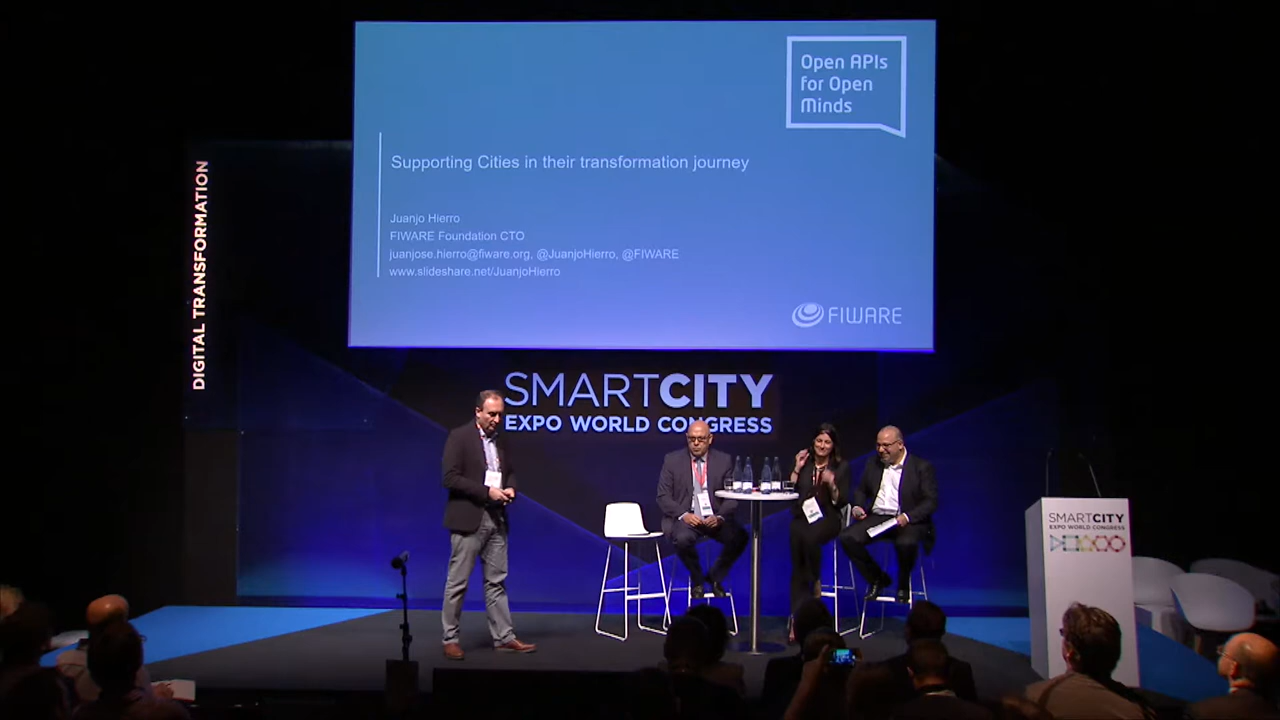 Open APIs
for Open
Minds
Supporting Cities in their transformation journey
Juanjo Hierro
FIWARE Foundation CTO
juanjose.hierro@fiware.org, @JuanjoHierro, @FIWARE
www.slideshare.net/JuanjoHierro
FIWARE
DIGITAL TRANSFORMATION
SMARTCITY
EXPO WORLD CONGRESS
SMARTCITY
EXPO WORLD CONGRESS